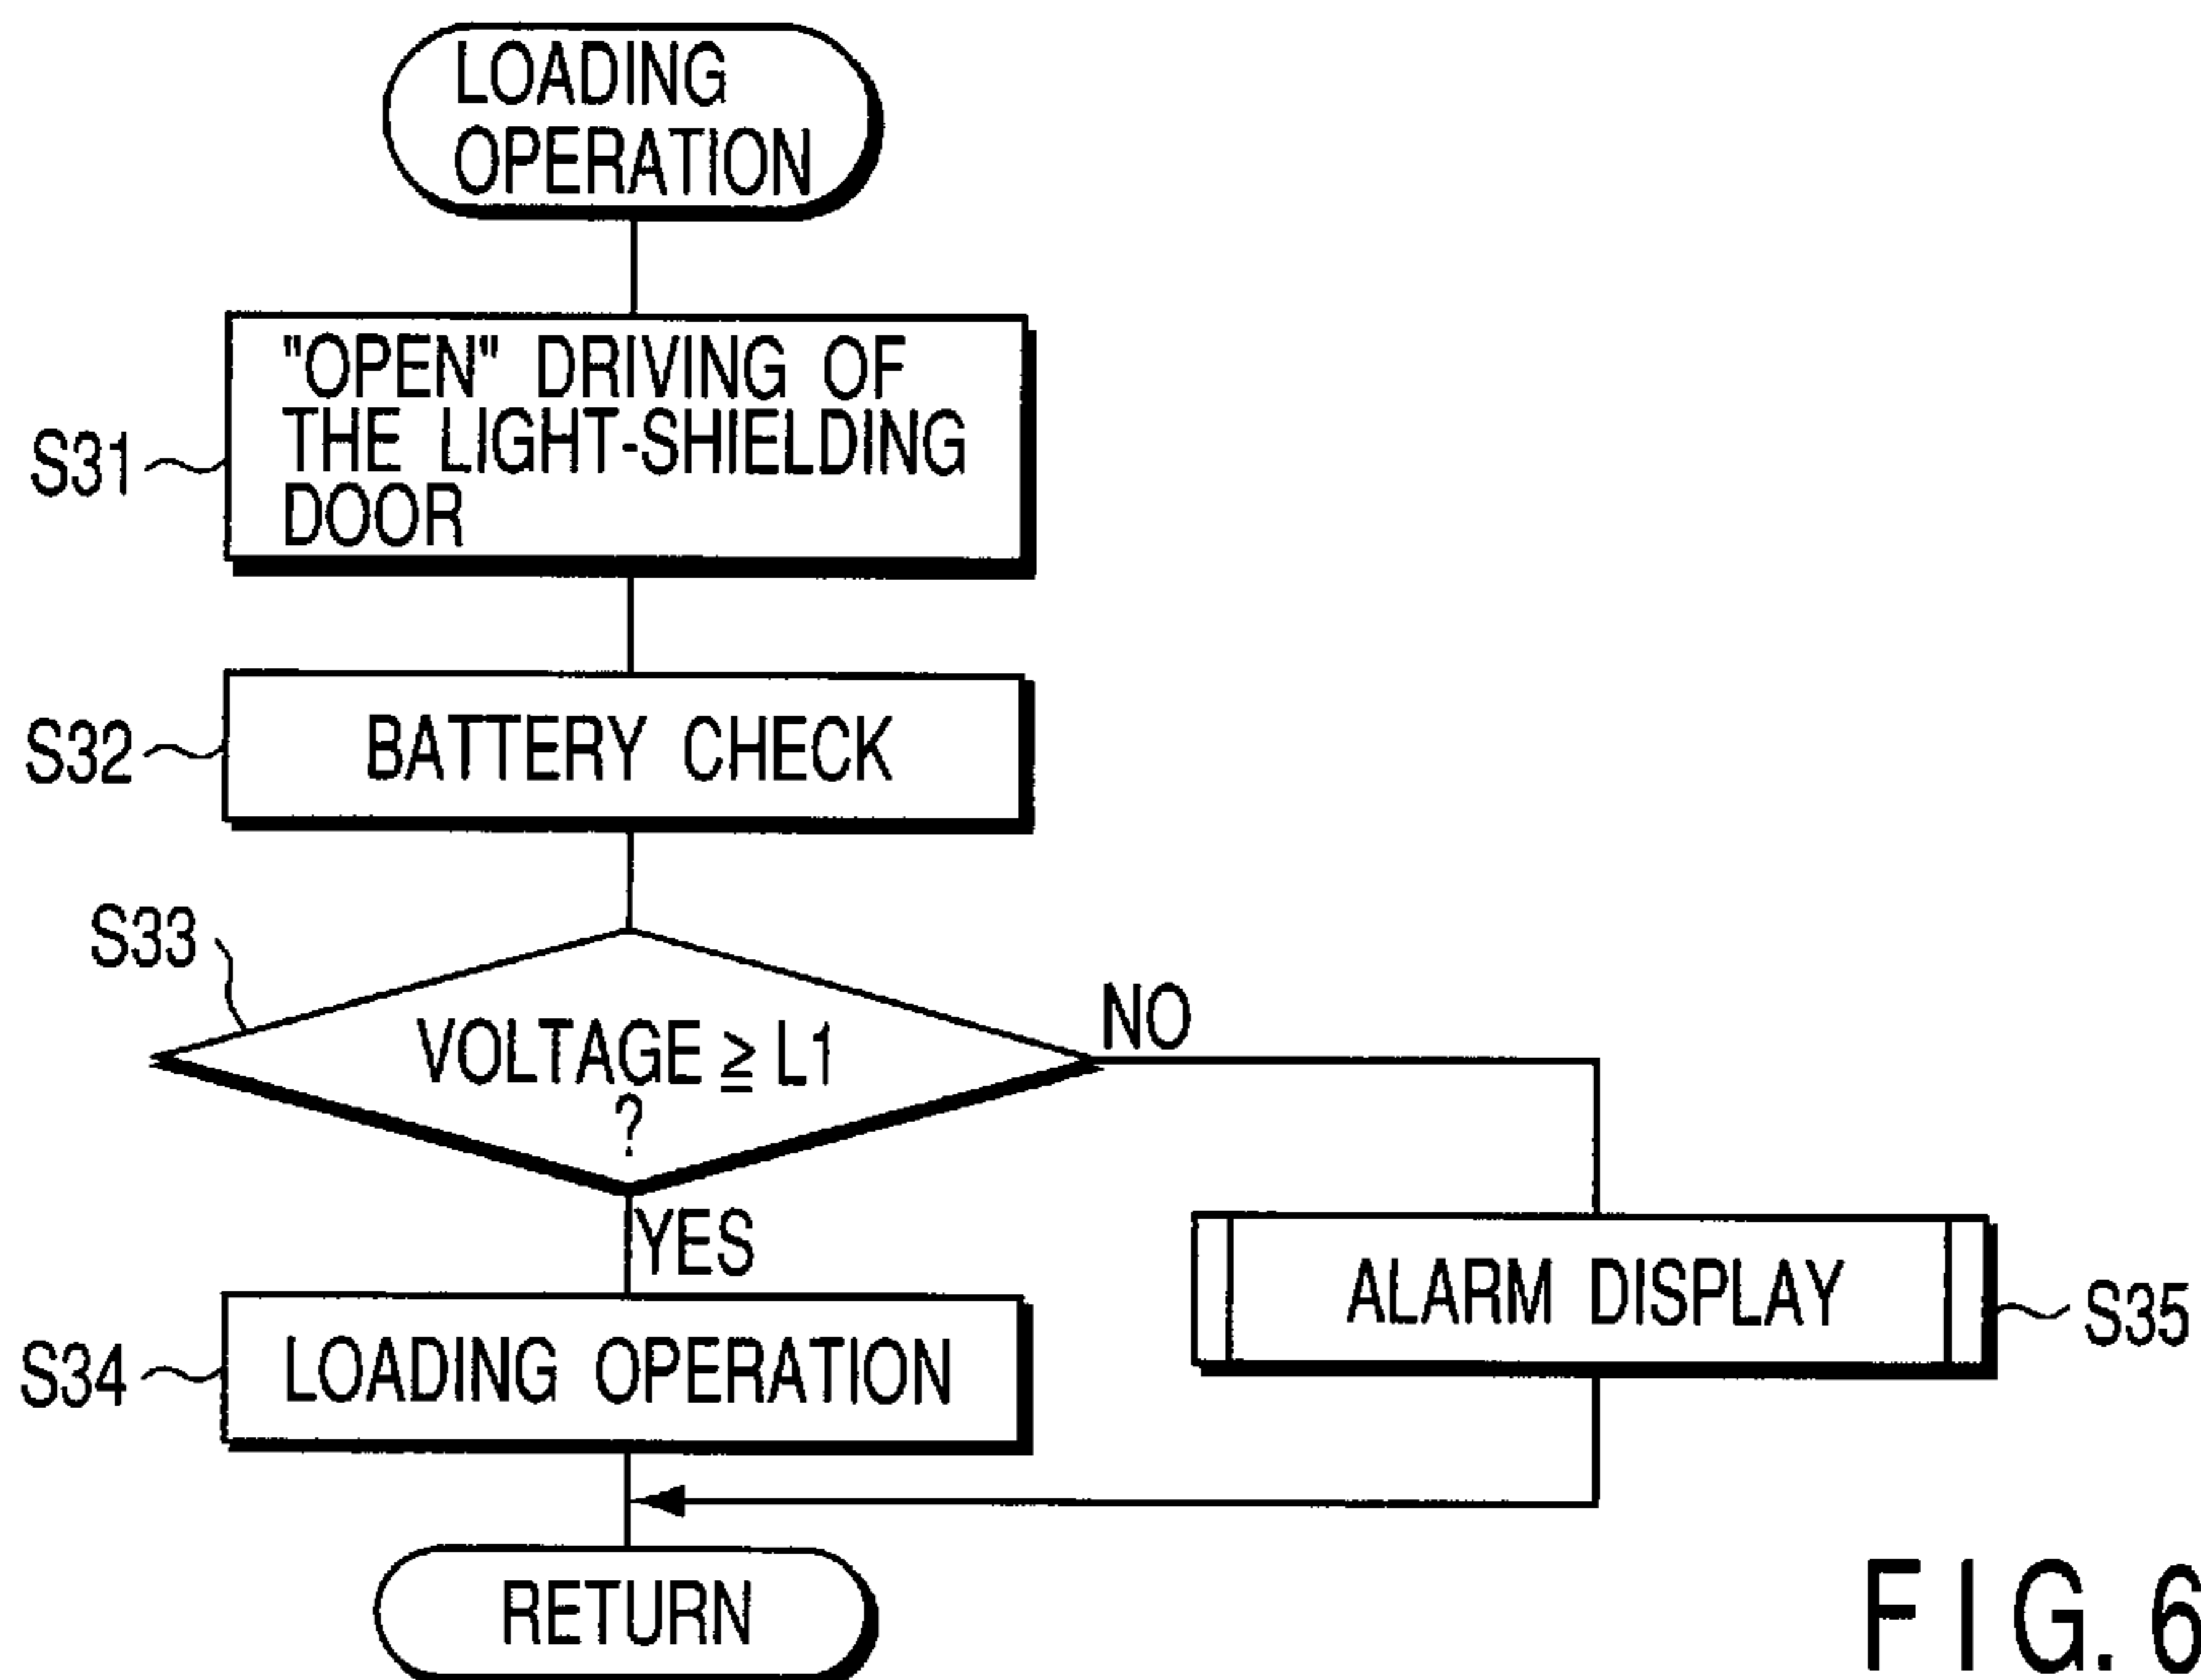 LOADING
OPERATION
S31
"OPEN" DRIVING OF
THE LIGHT-SHIELDING
DOOR
S32
BATTERY CHECK
S33
VOLTAGE ≧ L1
?
NO
YES
ALARM DISPLAY
S35
S34
LOADING OPERATION
RETURN
FIG. 6